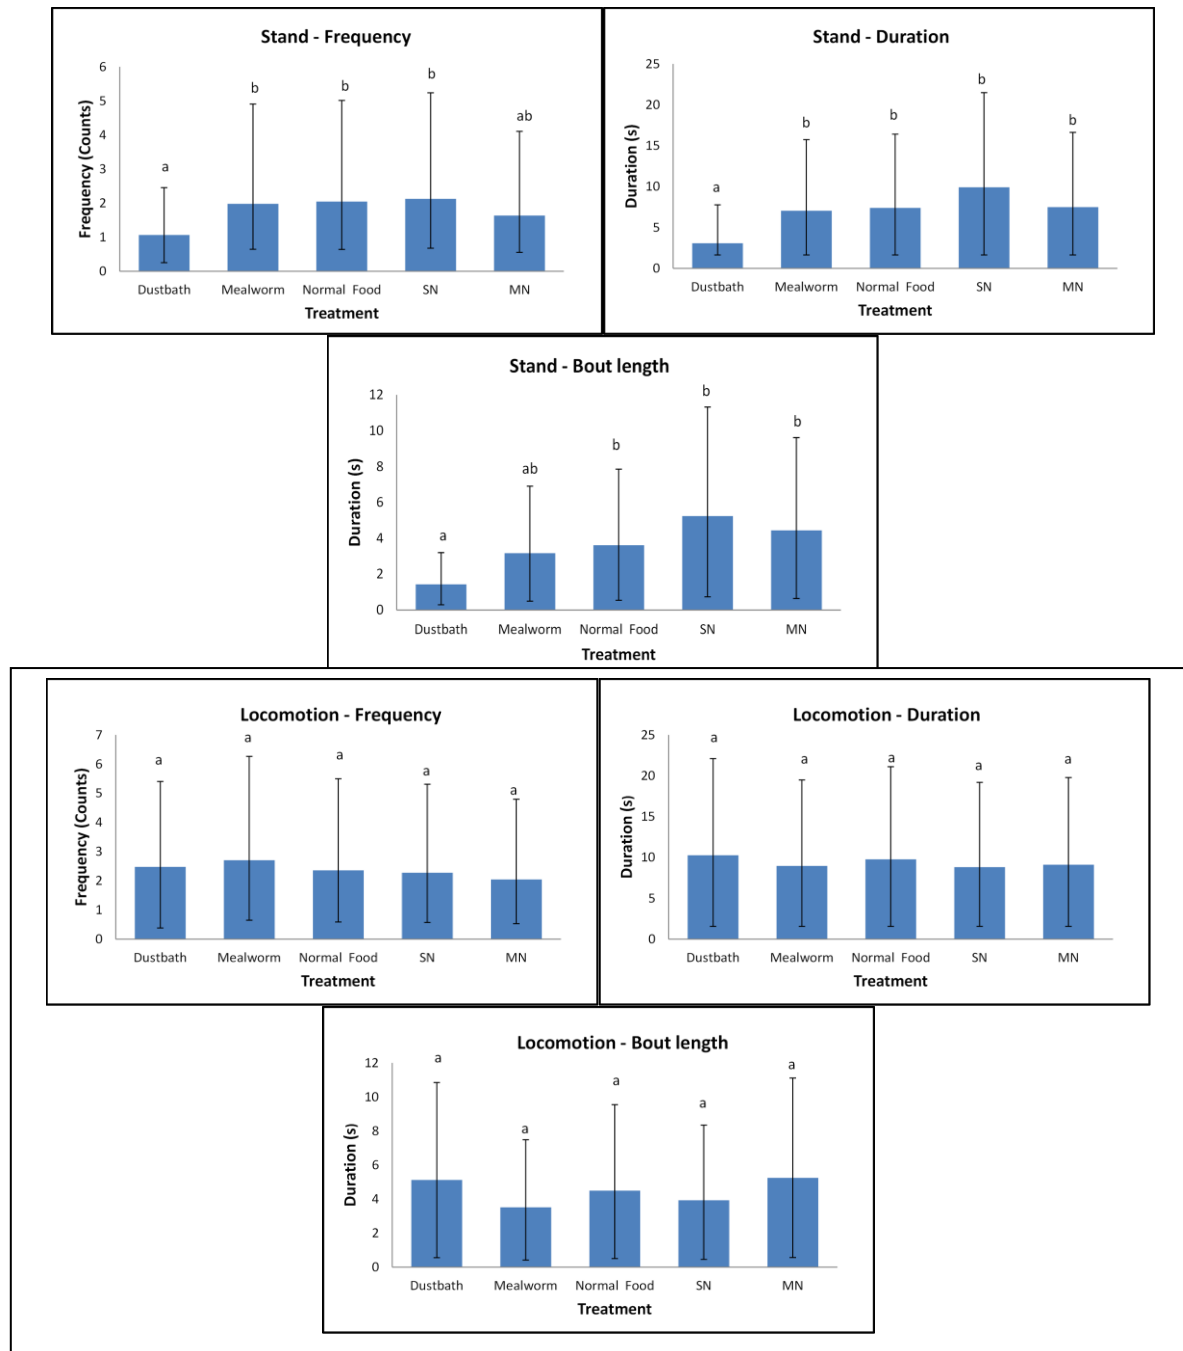 Stand - Frequency
Frequency (Counts)
6
5
4
3
2
1
0
a
b
b
b
ab
Dustbath Mealworm Normal Food SN MN
Treatment
Stand - Duration
Duration (s)
25
20
15
10
5
0
a
b
b
b
b
Dustbath Mealworm Normal Food SN MN
Treatment
Stand - Bout length
Duration (s)
12
10
8
6
4
2
0
a
ab
b
b
b
Dustbath Mealworm Normal Food SN MN
Treatment
Locomotion - Frequency
Frequency (Counts)
7
6
5
4
3
2
1
0
a
a
a
a
a
Dustbath Mealworm Normal Food SN MN
Treatment
Locomotion - Duration
Duration (s)
25
20
15
10
5
0
a
a
a
a
a
Dustbath Mealworm Normal Food SN MN
Treatment
Locomotion - Bout length
Duration (s)
12
10
8
6
4
2
0
a
a
a
a
a
Dustbath Mealworm Normal Food SN MN
Treatment